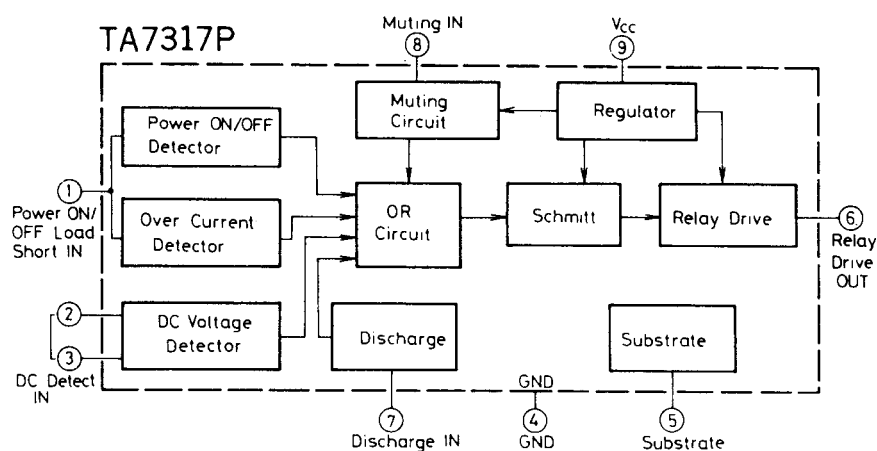 TA7317P
Muting IN
8
Vcc
9
Power ON/OFF
Detector
Muting
Circuit
Regulator
1
Power ON/
OFF Load
Short IN
Over Current
Detector
OR
Circuit
Schmitt
Relay Drive
6
Relay
Drive
OUT
2
3
DC Detect
IN
DC Voltage
Detector
Discharge
Substrate
GND
7
Discharge IN
4
GND
5
Substrate